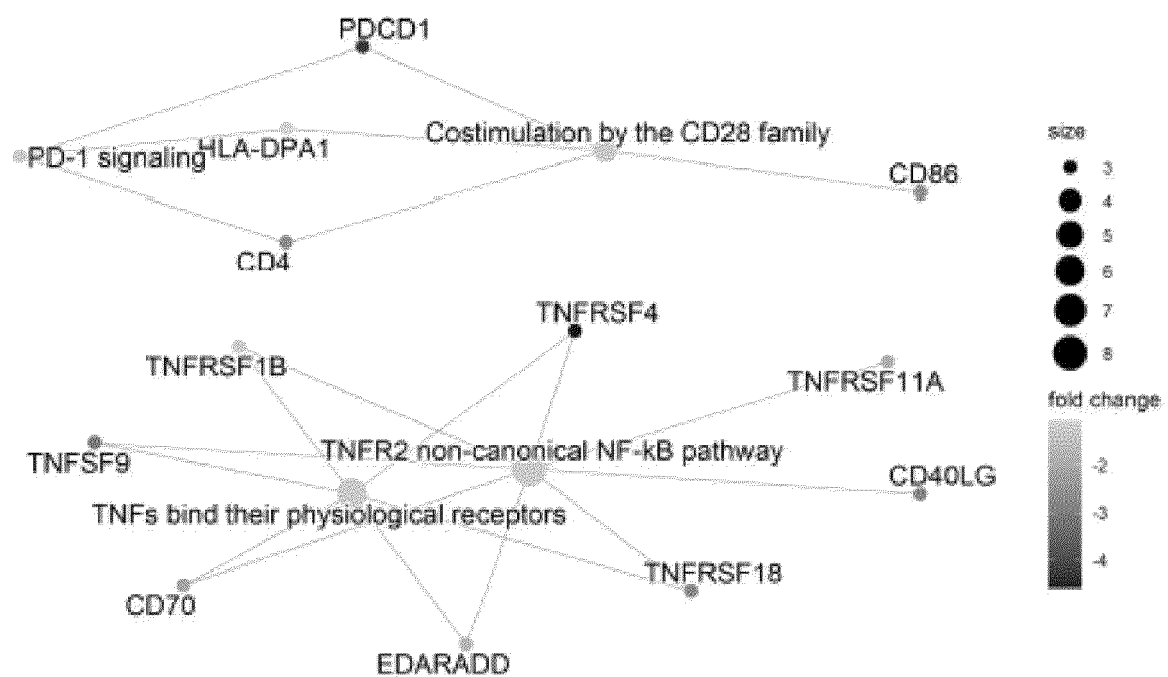 PDCD1
Costimulation by the CD28 family
HLA-DPA1
PD-1 signaling
CD86
CD4
TNFRSF4
TNFRSF1B
TNFRSF11A
TNFR2 non-canonical NF-kB pathway
TNFSF9
CD40LG
TNFs bind their physiological receptors
TNFRSF18
CD70
EDARADD
size
3
4
5
6
7
8
fold change
-2
-3
-4